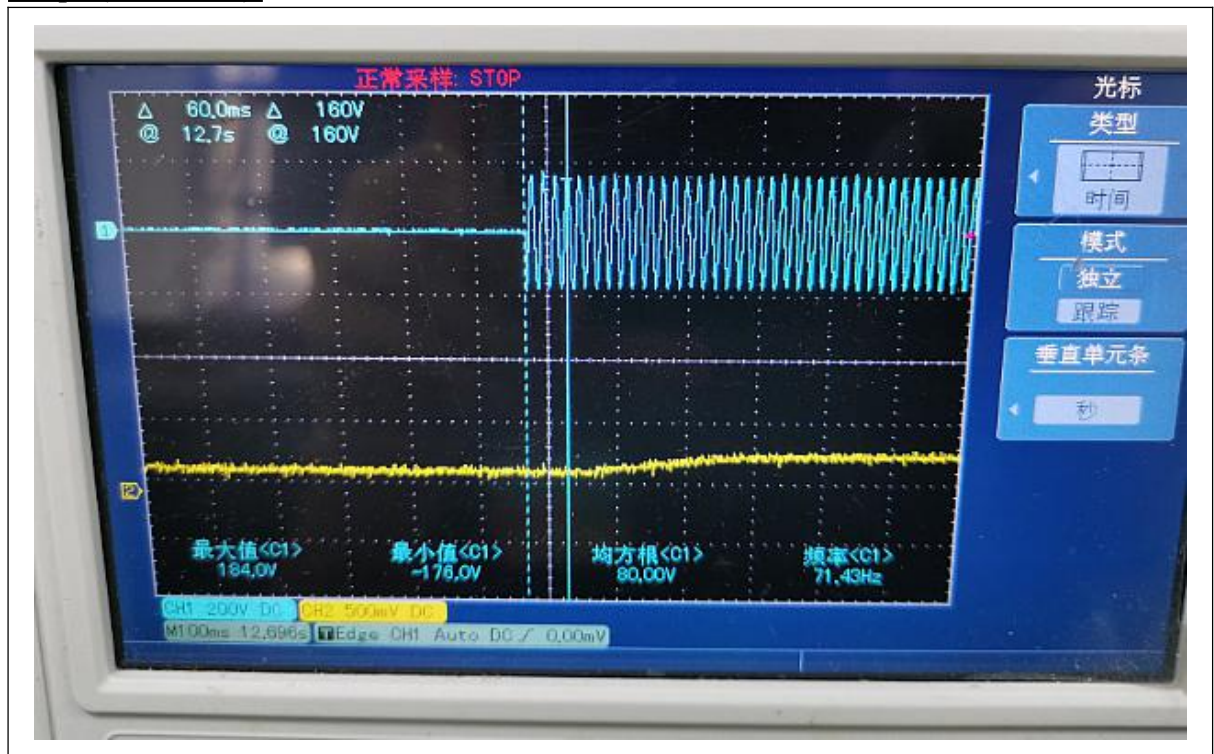 正常采样: STOP
光标
Δ 60.0ms Δ 160V
@ 12.7s @ 160V
类型
时间
1
模式
独立
跟踪
垂直单元条
秒
2
最大值<C1> 最小值<C1> 均方根<C1> 频率<C1>
184.0V -176.0V 80.00V 71.43Hz
CH1 200V DC CH2 500mV DC
M100ms 12.696s T Edge CH1 Auto DC 0.00mV